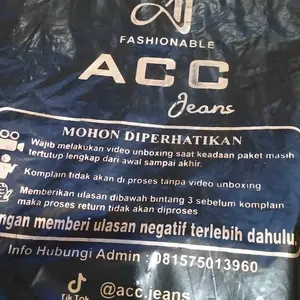 AJ
FASHIONABLE
ACC
Jeans
MOHON DIPERHATIKAN
Wajib melakukan video unboxing saat keadaan paket masih
tertutup lengkap dari awal sampai akhir.
Komplain tidak akan di proses tanpa video unboxing
Memberikan ulasan dibawah bintang 3 sebelum komplain
maka proses return tidak akan diproses
ngan memberi ulasan negatif terlebih dahulu
Info Hubungi Admin : 081575013960
TikTok
@acc.jeans